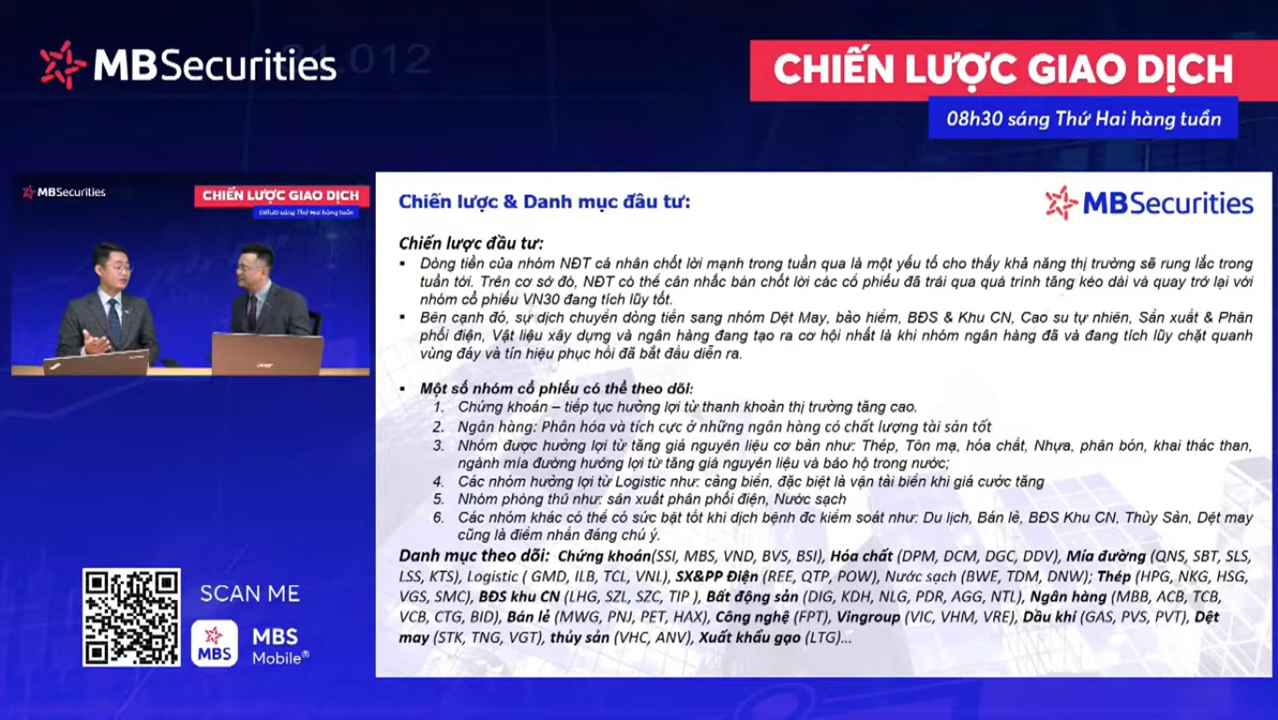 MBSecurities
CHIẾN LƯỢC GIAO DỊCH
08h30 sáng Thứ Hai hàng tuần
MBSecurities
CHIẾN LƯỢC GIAO DỊCH
08h30 sáng Thứ Hai hàng tuần
acer
Chiến lược & Danh mục đầu tư:
MBSecurities
Chiến lược đầu tư:
▪ Dòng tiền của nhóm NĐT cá nhân chốt lời mạnh trong tuần qua là một yếu tố cho thấy khả năng thị trường sẽ rung lắc trong
tuần tới. Trên cơ sở đó, NĐT có thể cân nhắc bán chốt lời các cổ phiếu đã trải qua quá trình tăng kéo dài và quay trở lại với
nhóm cổ phiếu VN30 đang tích lũy tốt.
▪ Bên cạnh đó, sự dịch chuyển dòng tiền sang nhóm Dệt May, bảo hiểm, BĐS & Khu CN, Cao su tự nhiên, Sản xuất & Phân
phối điện, Vật liệu xây dựng và ngân hàng đang tạo ra cơ hội nhất là khi nhóm ngân hàng đã và đang tích lũy chặt quanh
vùng đáy và tín hiệu phục hồi đã bắt đầu diễn ra.
▪ Một số nhóm cổ phiếu có thể theo dõi:
1. Chứng khoán – tiếp tục hưởng lợi từ thanh khoản thị trường tăng cao.
2. Ngân hàng: Phân hóa và tích cực ở những ngân hàng có chất lượng tài sản tốt
3. Nhóm được hưởng lợi từ tăng giá nguyên liệu cơ bản như: Thép, Tôn mạ, hóa chất, Nhựa, phân bón, khai thác than,
ngành mía đường hưởng lợi từ tăng giá nguyên liệu và bảo hộ trong nước;
4. Các nhóm hưởng lợi từ Logistic như: cảng biển, đặc biệt là vận tải biển khi giá cước tăng
5. Nhóm phòng thủ như: sản xuất phân phối điện, Nước sạch
6. Các nhóm khác có thể có sức bật tốt khi dịch bệnh đc kiểm soát như: Du lịch, Bán lẻ, BĐS Khu CN, Thủy Sản, Dệt may
cũng là điểm nhấn đáng chú ý.
Danh mục theo dõi: Chứng khoán(SSI, MBS, VND, BVS, BSI), Hóa chất (DPM, DCM, DGC, DDV), Mía đường (QNS, SBT, SLS,
LSS, KTS), Logistic ( GMD, ILB, TCL, VNL), SX&PP Điện (REE, QTP, POW), Nước sạch (BWE, TDM, DNW); Thép (HPG, NKG, HSG,
VGS, SMC), BĐS khu CN (LHG, SZL, SZC, TIP ), Bất động sản (DIG, KDH, NLG, PDR, AGG, NTL), Ngân hàng (MBB, ACB, TCB,
VCB, CTG, BID), Bán lẻ (MWG, PNJ, PET, HAX), Công nghệ (FPT), Vingroup (VIC, VHM, VRE), Dầu khí (GAS, PVS, PVT), Dệt
may (STK, TNG, VGT), thủy sản (VHC, ANV), Xuất khẩu gạo (LTG)...
SCAN ME
MBS
MBS
Mobile®